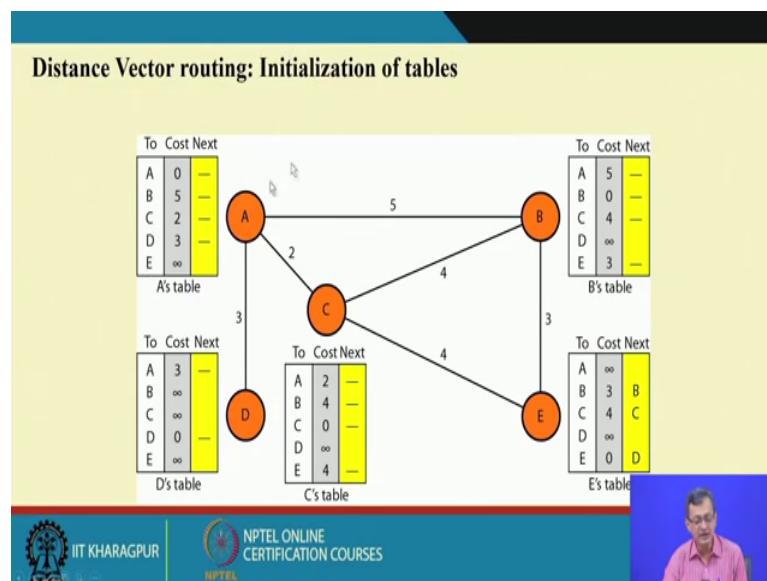 Distance Vector routing: Initialization of tables
To Cost Next
A 0 —
B 5 —
C 2 —
D 3 —
E ∞
A's table
To Cost Next
A 5 —
B 0 —
C 4 —
D ∞
E 3 —
B's table
A
5
B
2
4
C
3
3
4
To Cost Next
A 3 —
B ∞
C ∞
D 0 —
E ∞
D's table
D
To Cost Next
A 2 —
B 4 —
C 0 —
D ∞
E 4 —
C's table
E
To Cost Next
A ∞
B 3 B
C 4 C
D ∞
E 0 D
E's table
IIT KHARAGPUR
NPTEL ONLINE
CERTIFICATION COURSES
NPTEL